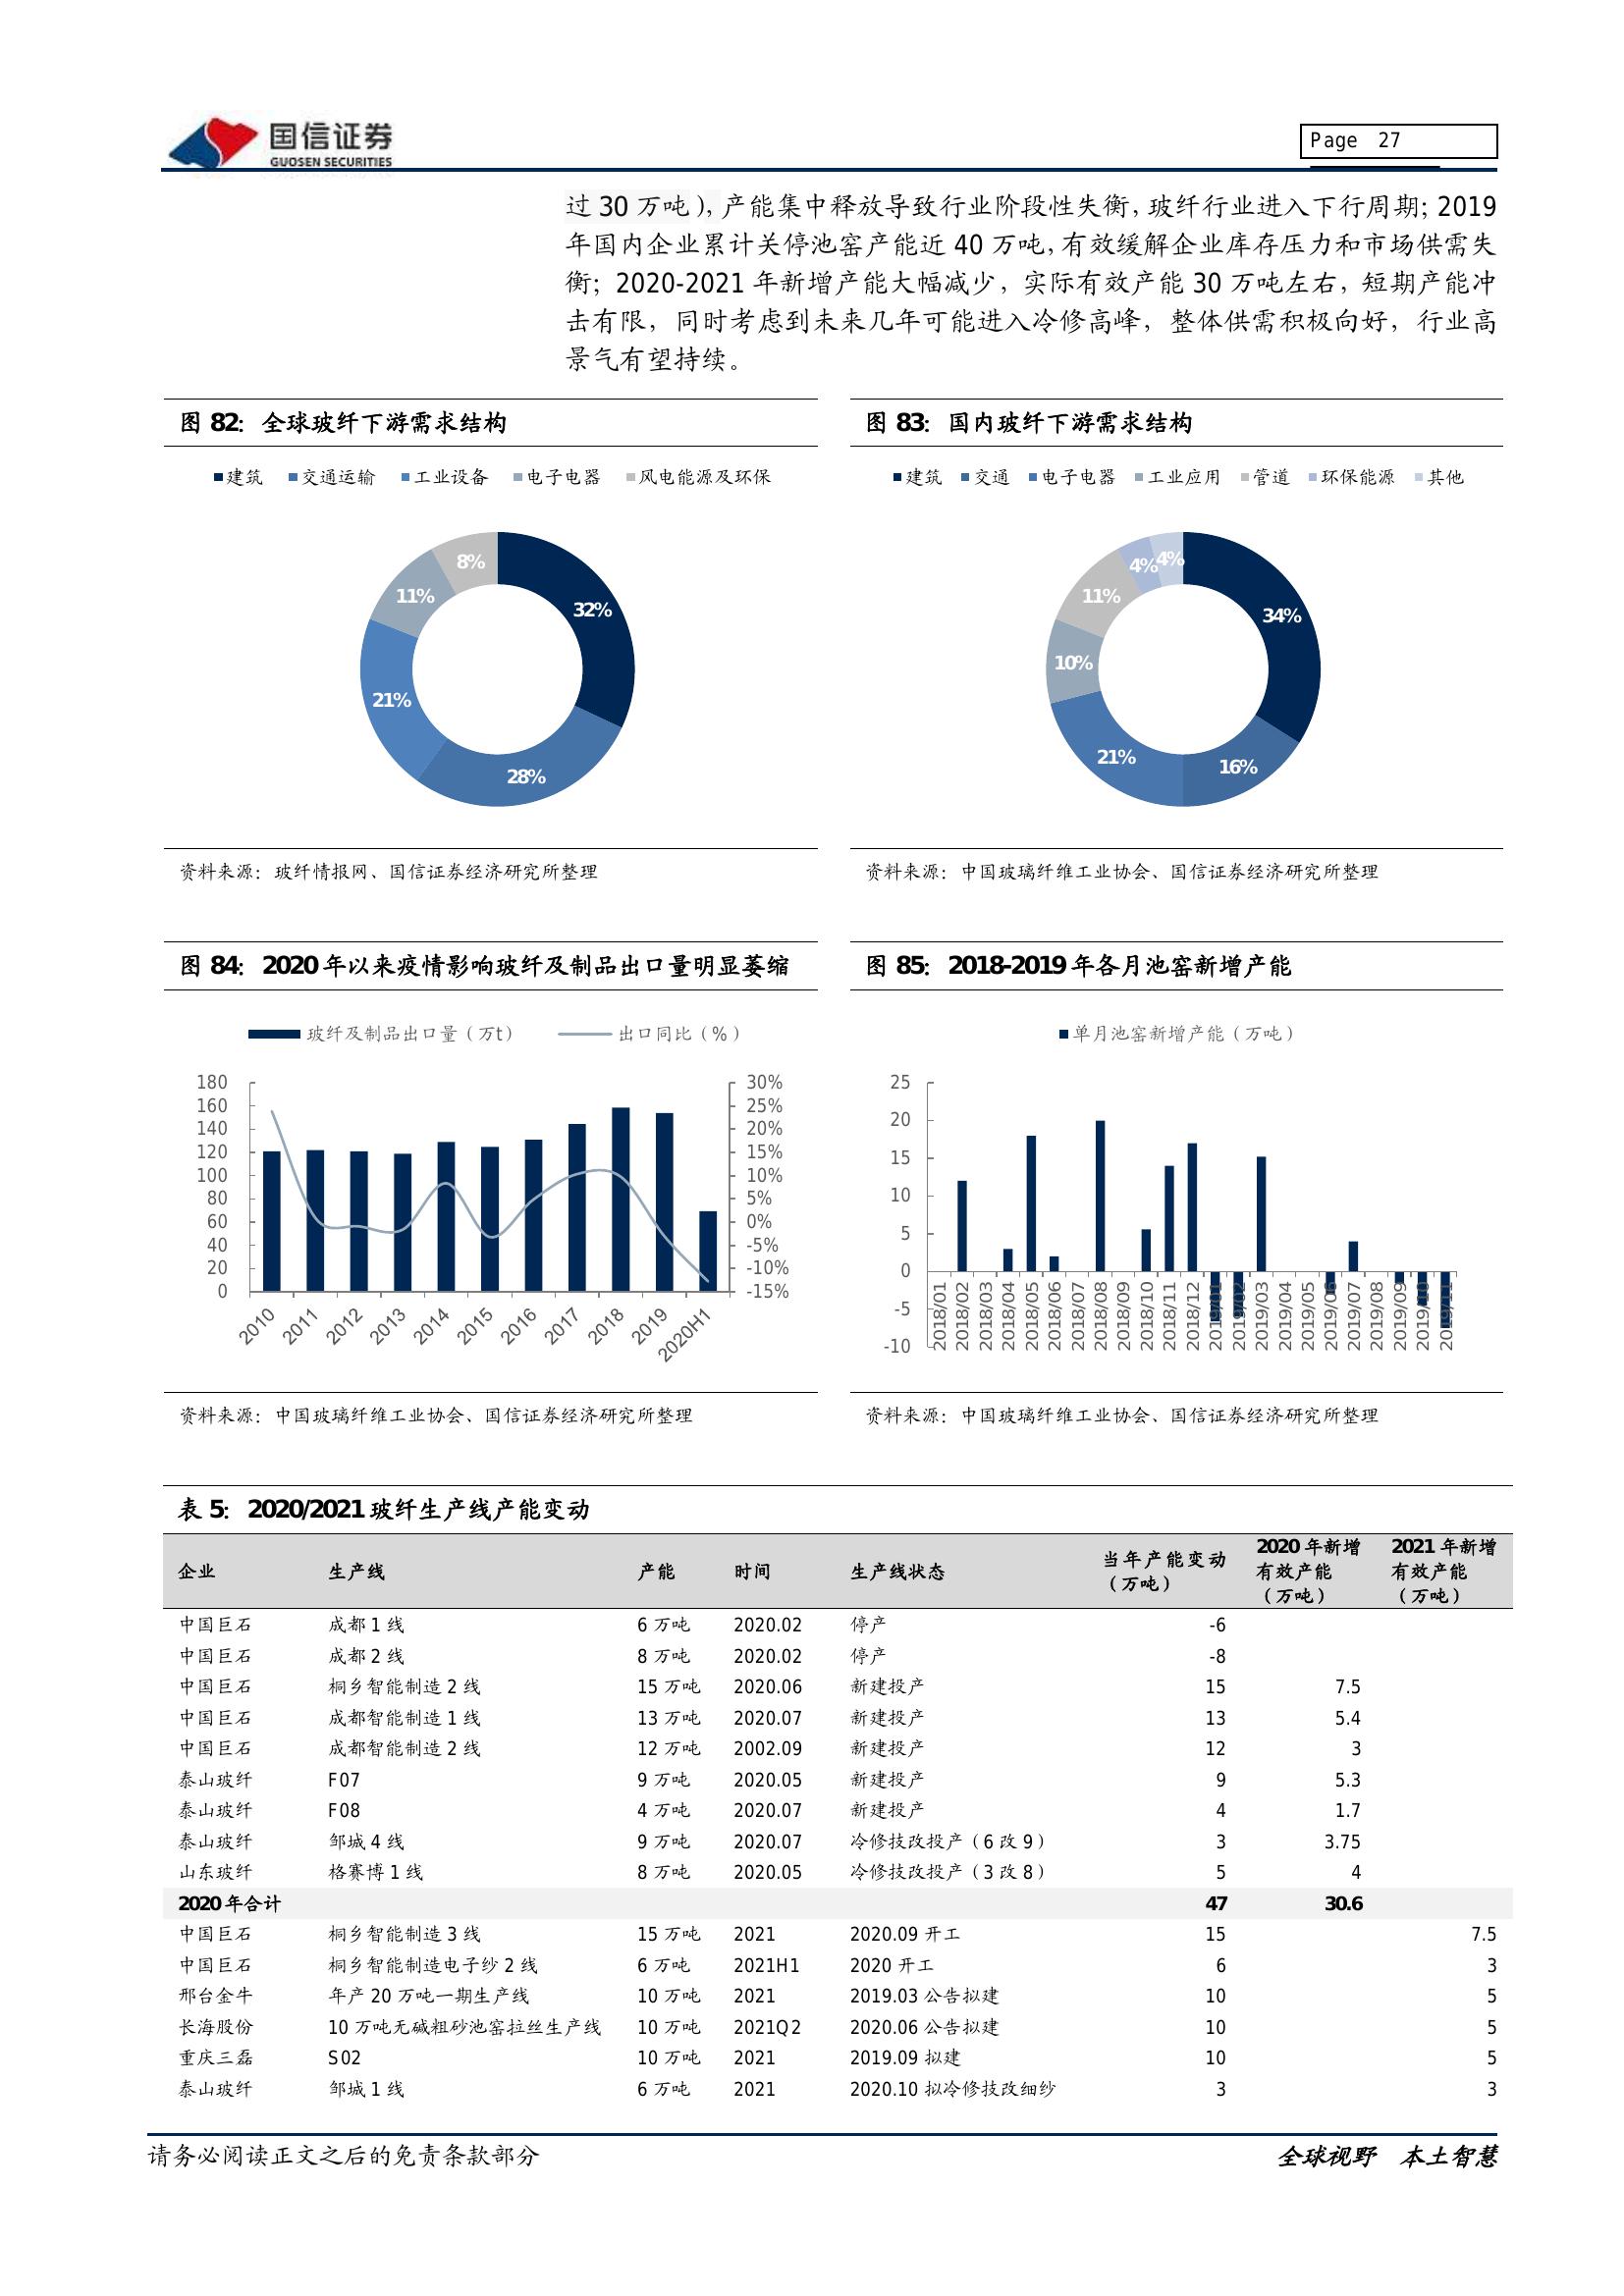 国信证券
GUOSEN SECURITIES
Page 27
过 30 万吨），产能集中释放导致行业阶段性失衡，玻纤行业进入下行周期；2019
年国内企业累计关停池窑产能近 40 万吨，有效缓解企业库存压力和市场供需失
衡；2020-2021 年新增产能大幅减少，实际有效产能 30 万吨左右，短期产能冲
击有限，同时考虑到未来几年可能进入冷修高峰，整体供需积极向好，行业高
景气有望持续。
图 82：全球玻纤下游需求结构
建筑 交通运输 工业设备 电子电器 风电能源及环保
8%
11%
32%
21%
28%
资料来源：玻纤情报网、国信证券经济研究所整理
图 83：国内玻纤下游需求结构
建筑 交通 电子电器 工业应用 管道 环保能源 其他
4% 4%
11%
34%
10%
21%
16%
资料来源：中国玻璃纤维工业协会、国信证券经济研究所整理
图 84：2020 年以来疫情影响玻纤及制品出口量明显萎缩
玻纤及制品出口量（万t） 出口同比（%）
180 30%
160 25%
140 20%
120 15%
100 10%
80 5%
60 0%
40 -5%
20 -10%
0 -15%
2010 2011 2012 2013 2014 2015 2016 2017 2018 2019 2020H1
资料来源：中国玻璃纤维工业协会、国信证券经济研究所整理
图 85：2018-2019 年各月池窑新增产能
单月池窑新增产能（万吨）
25
20
15
10
5
0
-5
-10
2018/01 2018/02 2018/03 2018/04 2018/05 2018/06 2018/07 2018/08 2018/09 2018/10 2018/11 2018/12 2019/01 2019/02 2019/03 2019/04 2019/05 2019/06 2019/07 2019/08 2019/09 2019/10 2019/11
资料来源：中国玻璃纤维工业协会、国信证券经济研究所整理
表 5：2020/2021 玻纤生产线产能变动
企业 生产线 产能 时间 生产线状态 当年产能变动（万吨） 2020 年新增有效产能（万吨） 2021 年新增有效产能（万吨）
中国巨石 成都 1 线 6 万吨 2020.02 停产 -6
中国巨石 成都 2 线 8 万吨 2020.02 停产 -8
中国巨石 桐乡智能制造 2 线 15 万吨 2020.06 新建投产 15 7.5
中国巨石 成都智能制造 1 线 13 万吨 2020.07 新建投产 13 5.4
中国巨石 成都智能制造 2 线 12 万吨 2002.09 新建投产 12 3
泰山玻纤 F07 9 万吨 2020.05 新建投产 9 5.3
泰山玻纤 F08 4 万吨 2020.07 新建投产 4 1.7
泰山玻纤 邹城 4 线 9 万吨 2020.07 冷修技改投产（6 改 9） 3 3.75
山东玻纤 格赛博 1 线 8 万吨 2020.05 冷修技改投产（3 改 8） 5 4
2020 年合计 47 30.6
中国巨石 桐乡智能制造 3 线 15 万吨 2021 2020.09 开工 15 7.5
中国巨石 桐乡智能制造电子纱 2 线 6 万吨 2021H1 2020 开工 6 3
邢台金牛 年产 20 万吨一期生产线 10 万吨 2021 2019.03 公告拟建 10 5
长海股份 10 万吨无碱粗砂池窑拉丝生产线 10 万吨 2021Q2 2020.06 公告拟建 10 5
重庆三磊 S02 10 万吨 2021 2019.09 拟建 10 5
泰山玻纤 邹城 1 线 6 万吨 2021 2020.10 拟冷修技改细纱 3 3
请务必阅读正文之后的免责条款部分
全球视野 本土智慧